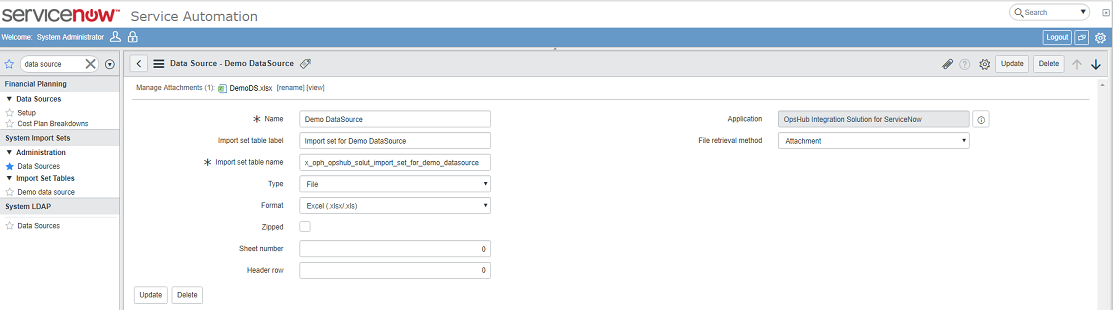 servicenow™ Service Automation
Search
Welcome: System Administrator
Logout
data source
Data Source - Demo DataSource
Update Delete
Financial Planning
Data Sources
Setup
Cost Plan Breakdowns
System Import Sets
Administration
Data Sources
Import Set Tables
Demo data source
System LDAP
Data Sources
Manage Attachments (1): DemoDS.xlsx [rename] [view]
Name Demo DataSource
Application OpsHub Integration Solution for ServiceNow
Import set table label Import set for Demo DataSource
File retrieval method Attachment
Import set table name x_oph_opshub_solut_import_set_for_demo_datasource
Type File
Format Excel (.xlsx/.xls)
Zipped
Sheet number 0
Header row 0
Update Delete